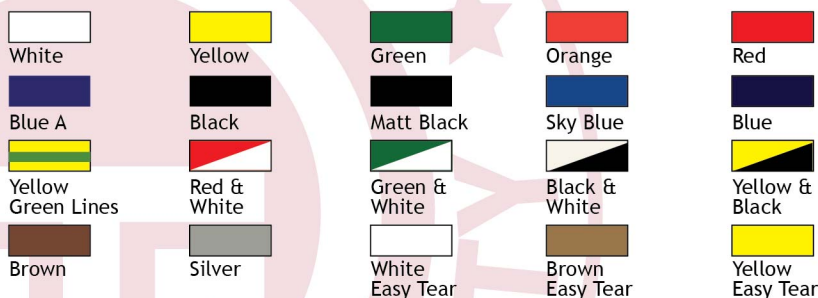 White
Yellow
Green
Orange
Red
Blue A
Black
Matt Black
Sky Blue
Blue
Yellow
Green Lines
Red &
White
Green &
White
Black &
White
Yellow &
Black
Brown
Silver
White
Easy Tear
Brown
Easy Tear
Yellow
Easy Tear
TY